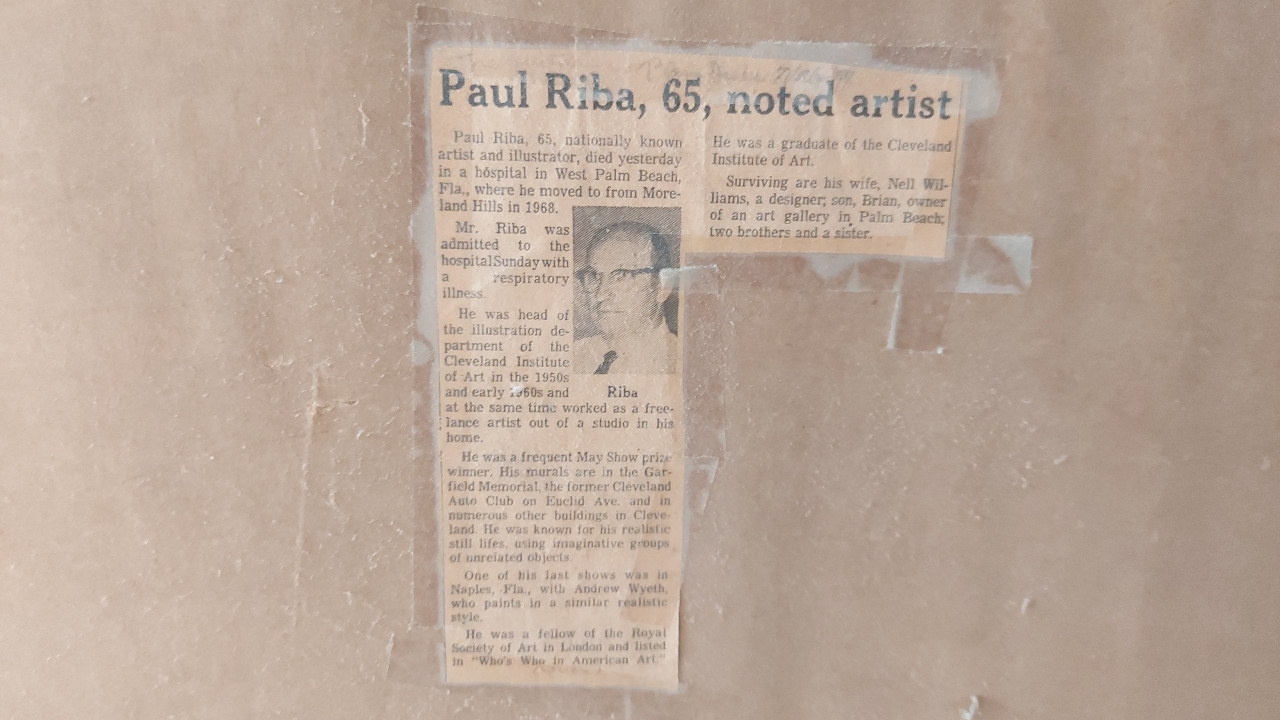 Paul Riba, 65, noted artist
Paul Riba, 65, nationally known
artist and illustrator, died yesterday
in a hospital in West Palm Beach,
Fla., where he moved to from More-
land Hills in 1968.
Mr. Riba was
admitted to the
hospital Sunday with
a respiratory
illness.
He was head of
the illustration de-
partment of the
Cleveland Institute
of Art in the 1950s
and early 1960s and
Riba
at the same time worked as a free-
lance artist out of a studio in his
home.
He was a frequent May Show prize
winner. His murals are in the Gar-
field Memorial, the former Cleveland
Auto Club on Euclid Ave. and in
numerous other buildings in Cleve-
land. He was known for his realistic
still lifes, using imaginative groups
of unrelated objects.
One of his last shows was in
Naples, Fla., with Andrew Wyeth,
who paints in a similar realistic
style.
He was a fellow of the Royal
Society of Art in London and listed
in "Who's Who in American Art."
He was a graduate of the Cleveland
Institute of Art.
Surviving are his wife, Nell Wil-
liams, a designer; son, Brian, owner
of an art gallery in Palm Beach;
two brothers and a sister.